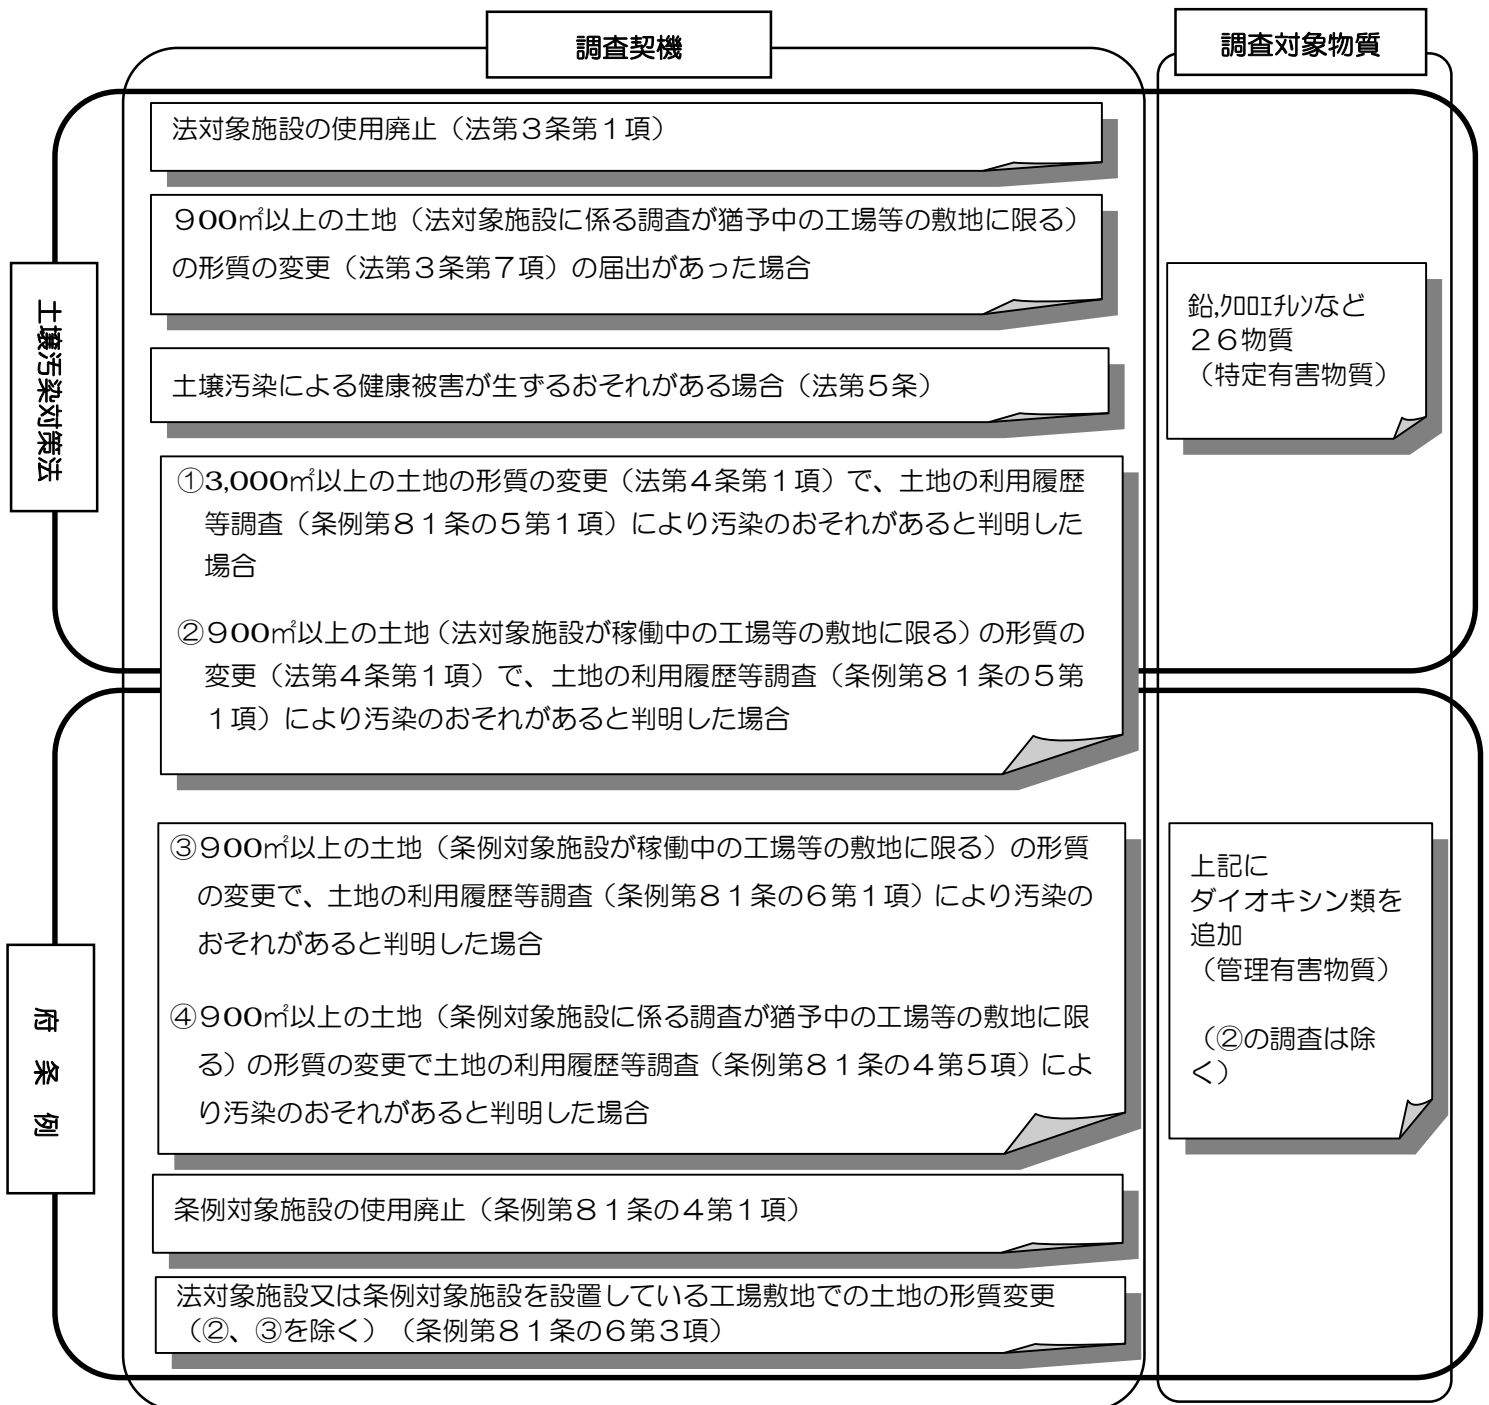 調査契機
調査対象物質
土壌汚染対策法
法対象施設の使用廃止（法第３条第１項）
９００㎡以上の土地（法対象施設に係る調査が猶予中の工場等の敷地に限る）
の形質の変更（法第３条第７項）の届出があった場合
土壌汚染による健康被害が生ずるおそれがある場合（法第５条）
①3,000㎡以上の土地の形質の変更（法第４条第１項）で、土地の利用履歴
等調査（条例第８１条の５第１項）により汚染のおそれがあると判明した
場合
②９００㎡以上の土地（法対象施設が稼働中の工場等の敷地に限る）の形質の
変更（法第４条第１項）で、土地の利用履歴等調査（条例第８１条の５第
１項）により汚染のおそれがあると判明した場合
鉛,ｸﾛﾛｴﾁﾚﾝなど
２６物質
（特定有害物質）
府条例
③９００㎡以上の土地（条例対象施設が稼働中の工場等の敷地に限る）の形質
の変更で、土地の利用履歴等調査（条例第８１条の６第１項）により汚染の
おそれがあると判明した場合
④９００㎡以上の土地（条例対象施設に係る調査が猶予中の工場等の敷地に限
る）の形質の変更で土地の利用履歴等調査（条例第８１条の４第５項）によ
り汚染のおそれがあると判明した場合
条例対象施設の使用廃止（条例第８１条の４第１項）
法対象施設又は条例対象施設を設置している工場敷地での土地の形質変更
（②、③を除く）（条例第８１条の６第３項）
上記に
ダイオキシン類を
追加
（管理有害物質）
（②の調査は除
く）